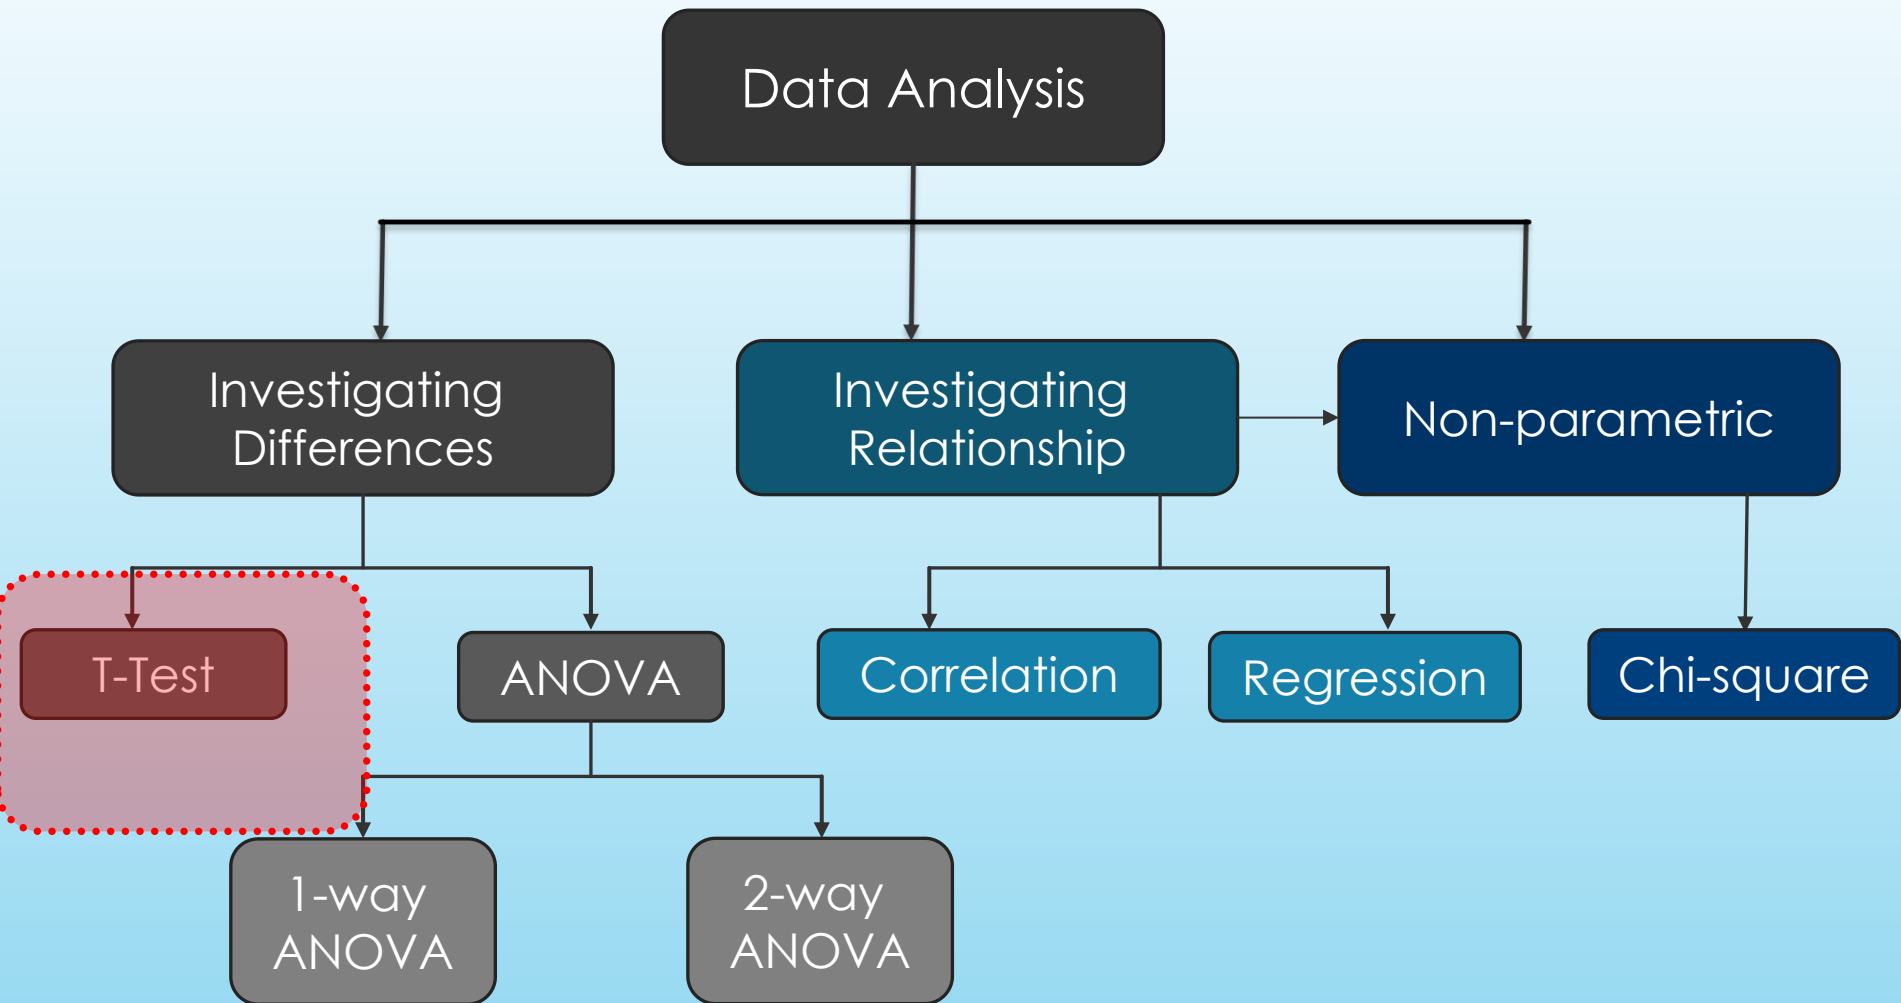 Data Analysis
Investigating
Differences
Investigating
Relationship
Non-parametric
T-Test
ANOVA
Correlation
Regression
Chi-square
1-way
ANOVA
2-way
ANOVA